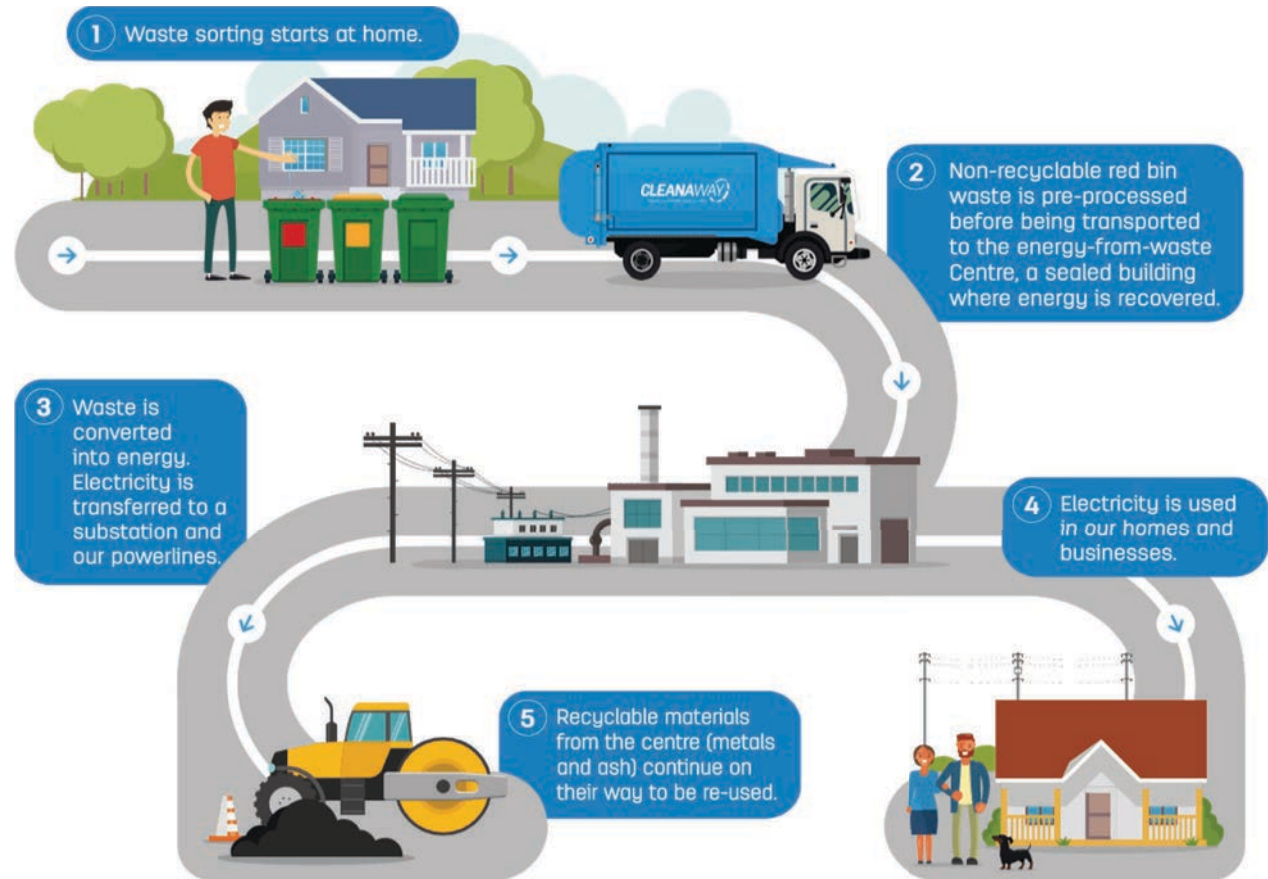 1 Waste sorting starts at home.
CLEANAWAY
2 Non-recyclable red bin
waste is pre-processed
before being transported
to the energy-from-waste
Centre, a sealed building
where energy is recovered.
3 Waste is
converted
into energy.
Electricity is
transferred to a
substation and
our powerlines.
4 Electricity is used
in our homes and
businesses.
5 Recyclable materials
from the centre (metals
and ash) continue on
their way to be re-used.